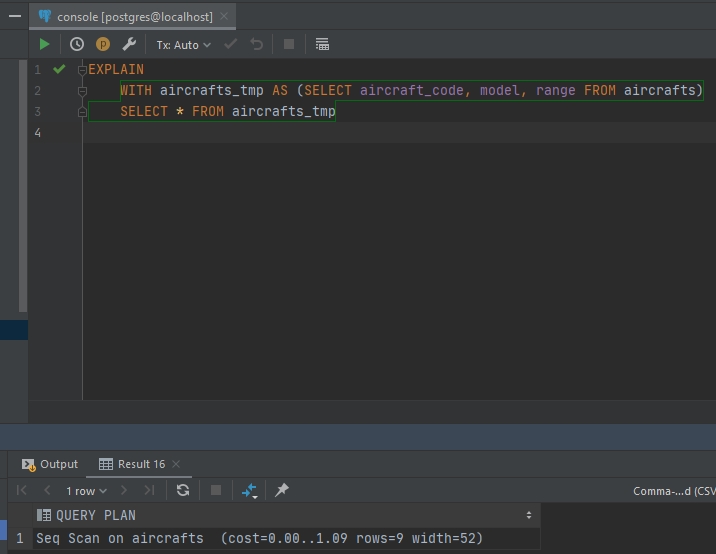 console [postgres@localhost]
Tx: Auto
1 EXPLAIN
2 WITH aircrafts_tmp AS (SELECT aircraft_code, model, range FROM aircrafts)
3 SELECT * FROM aircrafts_tmp
4
Output Result 16
1 row Comma-...d (CSV
QUERY PLAN
1 Seq Scan on aircrafts (cost=0.00..1.09 rows=9 width=52)